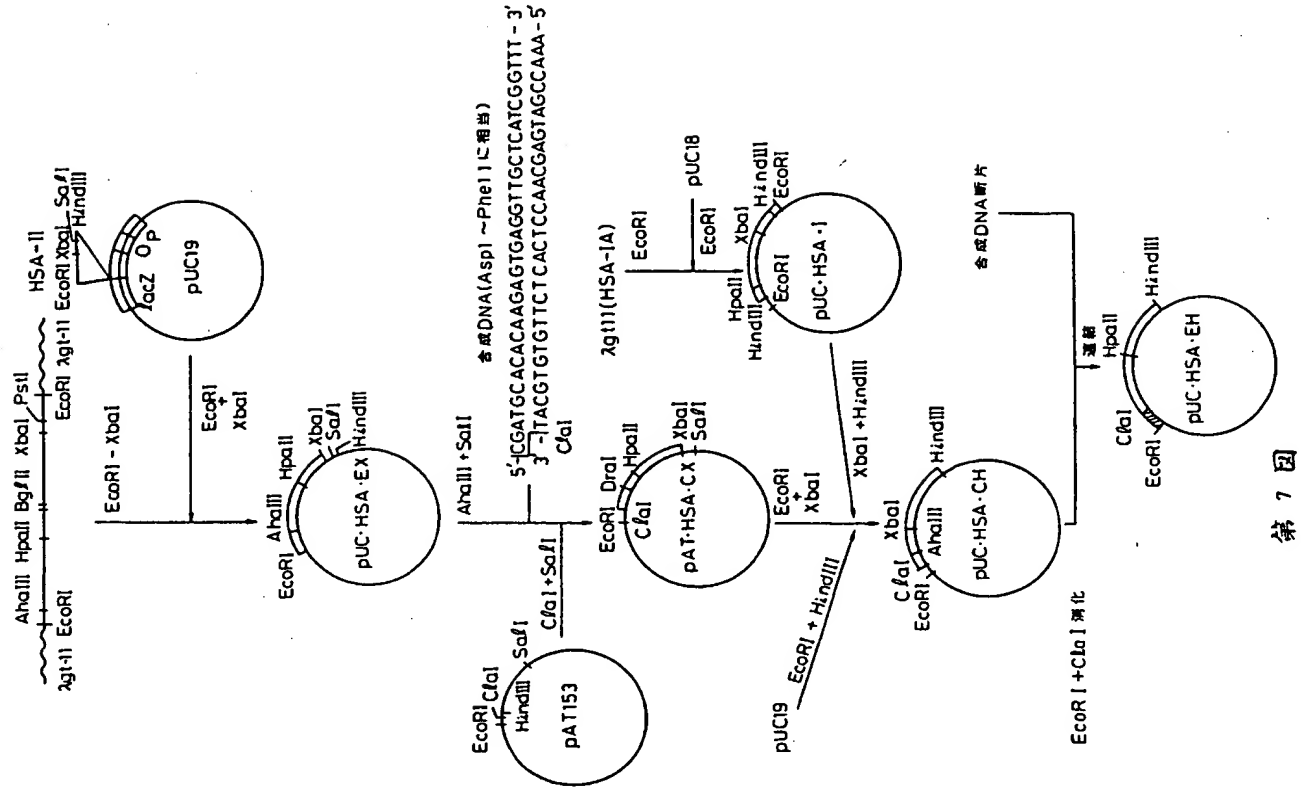 HSA-II
AhaIII HpaII BglII XbaI PstI
λgt-11 EcoRI
EcoRI λgt-11
EcoRI XbaI SalI
HindIII
lacZ O P
pUC19
EcoRI - XbaI
EcoRI
+
XbaI
EcoRI
AhaIII
HpaII
XbaI
SalI
HindIII
pUC·HSA·EX
AhaIII + SalI
合成DNA(Asp1 ~Phe11に相当)
5'-CGATGCACACAAGAGTGAGGTTGCTCATCGGTTT-3'
3'-TACGTGTGTTCTCACTCCAACGAGTAGCCAAA-5'
ClaI
EcoRI
ClaI
HindIII
SalI
pAT153
ClaI + SalI
EcoRI
ClaI
DraI
HpaII
XbaI
SalI
pAT·HSA·CX
λgt11(HSA-IA)
EcoRI
pUC18
EcoRI
HindIII
EcoRI
HpaII
XbaI
HindIII
EcoRI
pUC·HSA·I
EcoRI
+
XbaI
XbaI + HindIII
pUC19
EcoRI + HindIII
EcoRI
ClaI
AhaIII
XbaI
HindIII
pUC·HSA·CH
EcoRI + ClaI 消化
合成DNA断片
連結
EcoRI
ClaI
HpaII
HindIII
pUC·HSA·EH
第 7 図